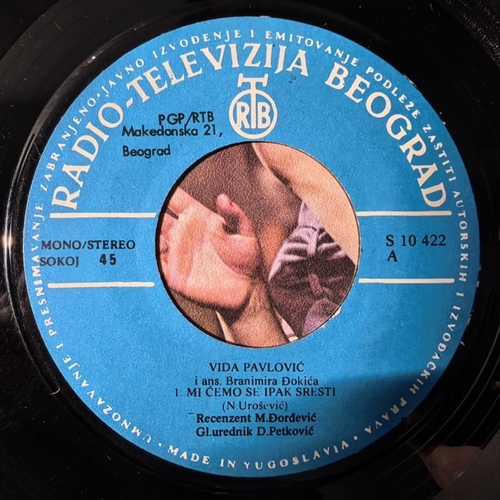 UMNOŽAVANJE I PRESNIMAVANJE ZABRANJENO • JAVNO IZVOĐENJE I EMITOVANJE PODLEŽE ZAŠTITI AUTORSKIH I IZVOĐAČKIH PRAVA •
RADIO-TELEVIZIJA BEOGRAD
RTB
PGP/RTB
Makedonska 21,
Beograd
MONO/STEREO
SOKOJ 45
S 10 422
A
VIDA PAVLOVIĆ
i ans. Branimira Đokića
1. MI ĆEMO SE IPAK SRESTI
(N.Urošević)
Recenzent M.Đorđević
Gl.urednik D.Petković
• MADE IN YUGOSLAVIA •